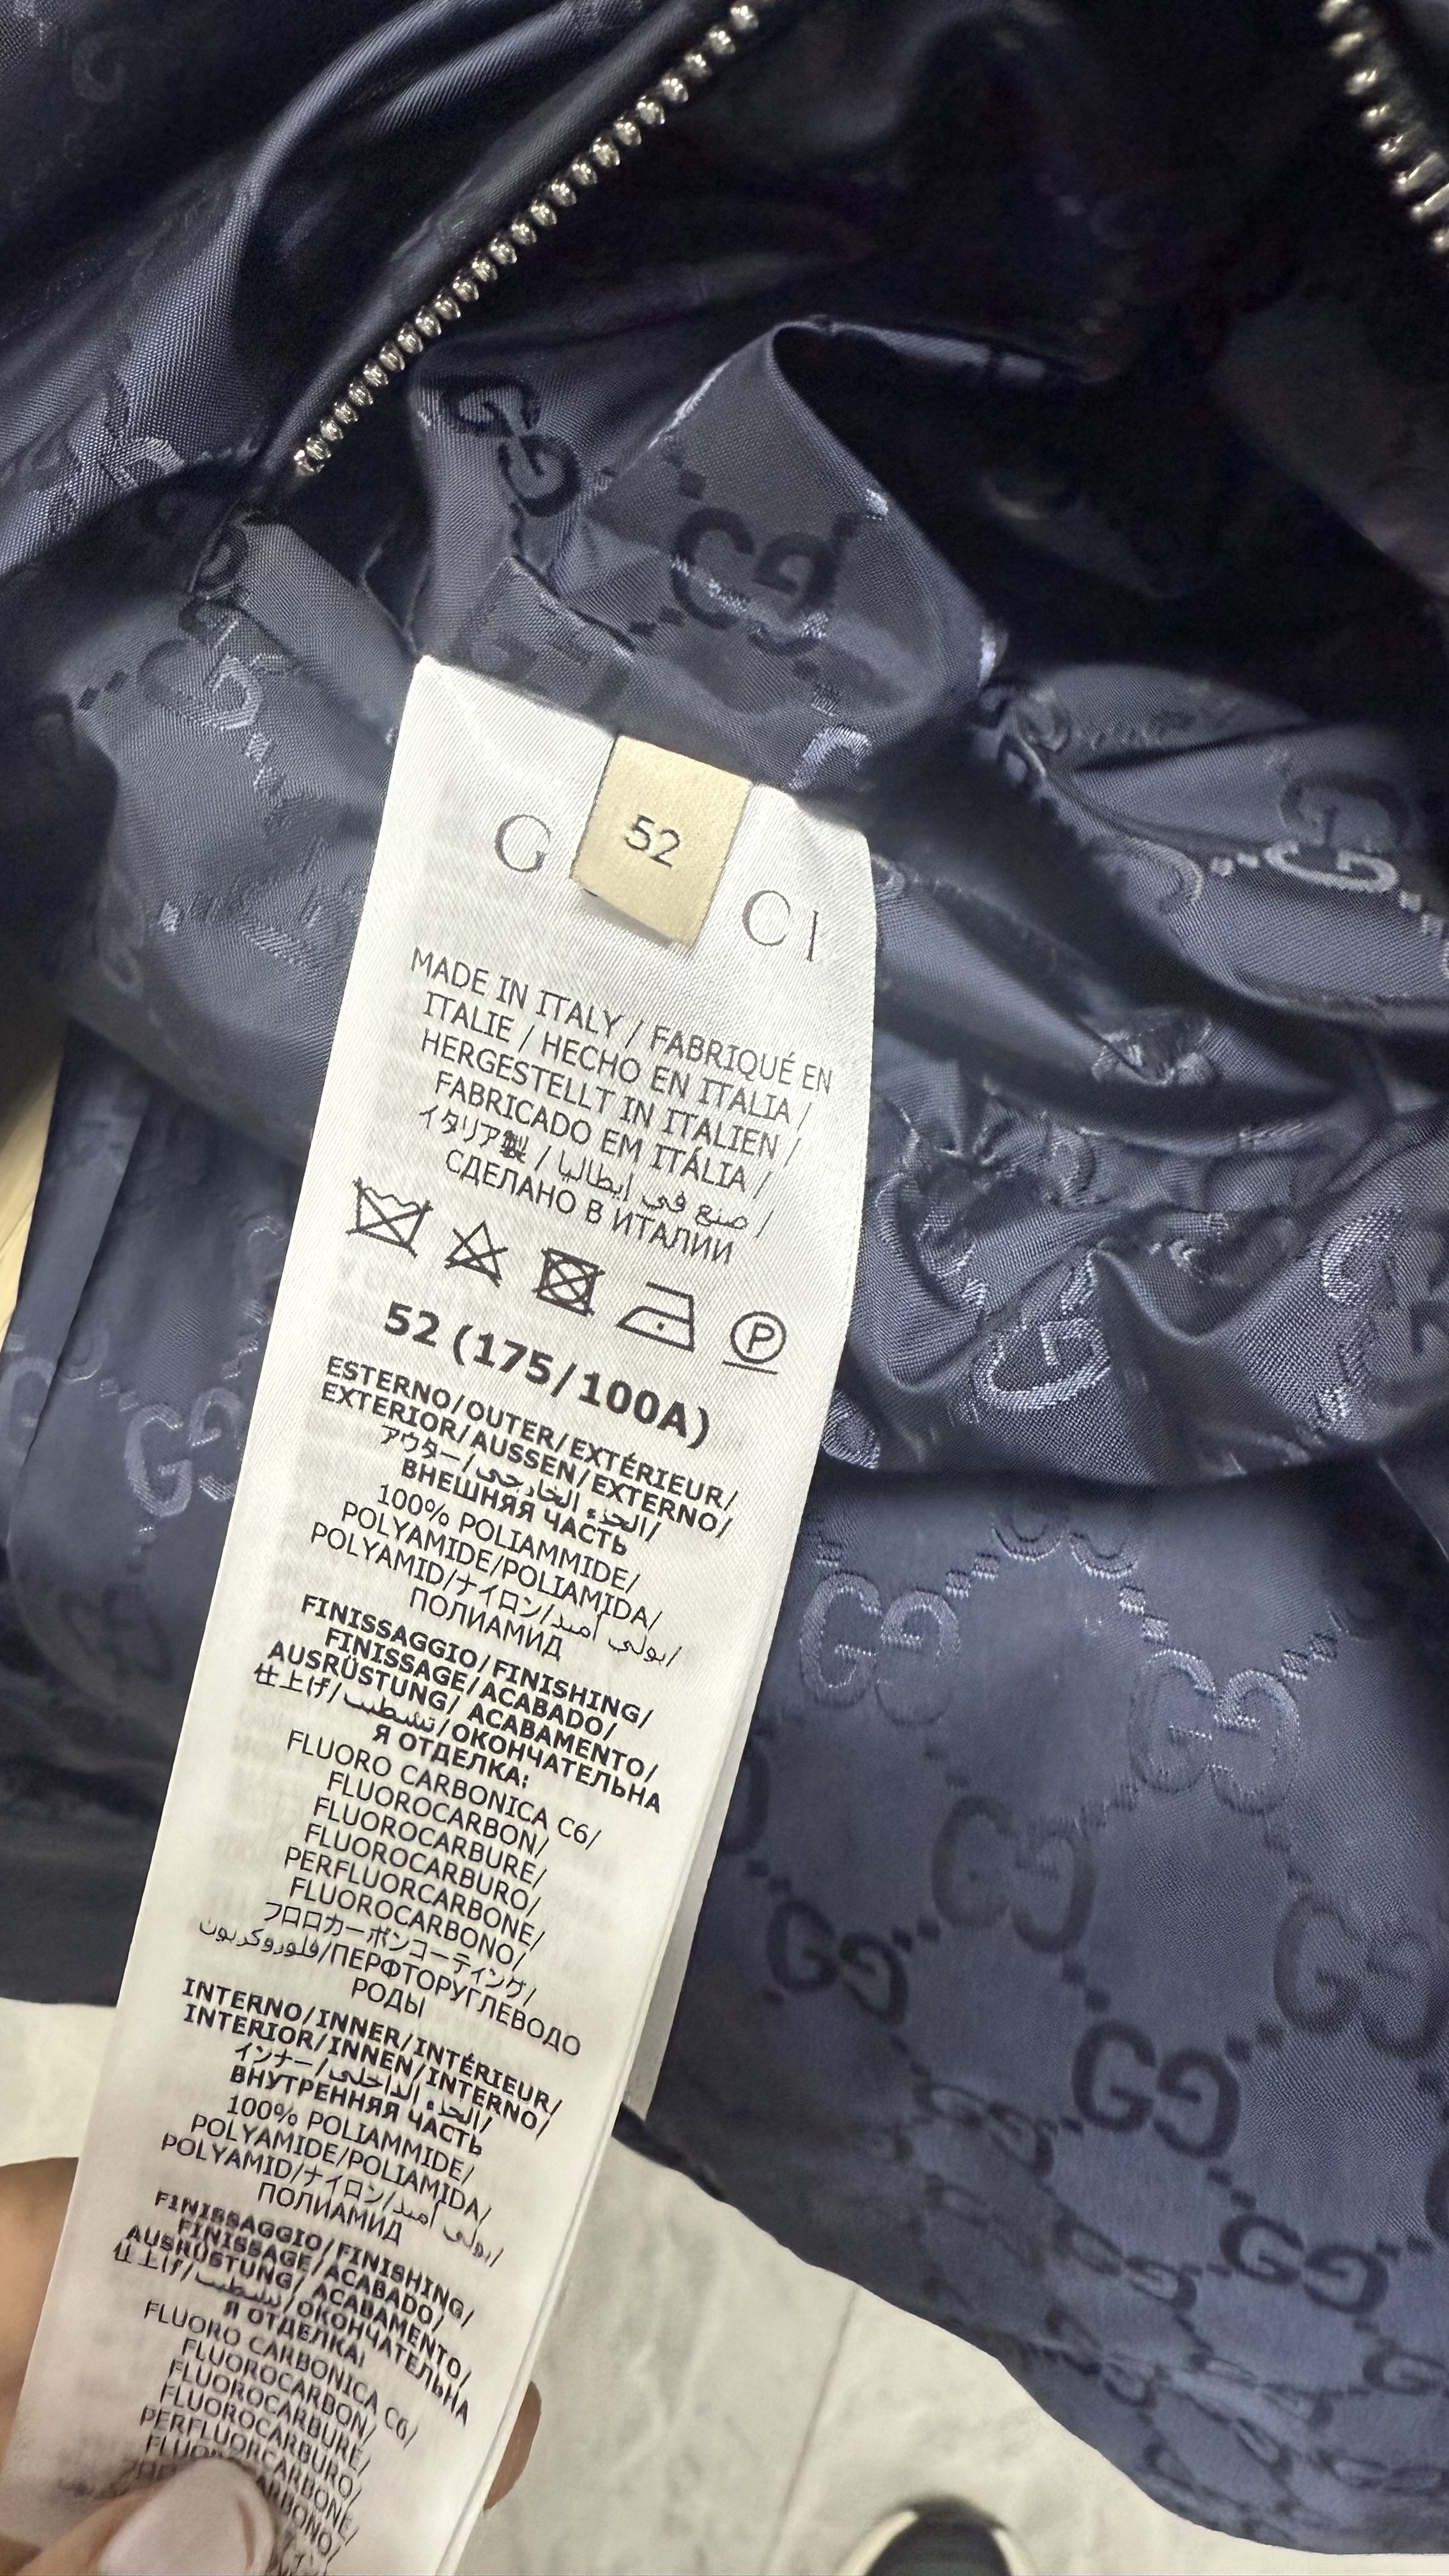 52
G CI
MADE IN ITALY / FABRIQUÉ EN
ITALIE / HECHO EN ITALIA /
HERGESTELLT IN ITALIEN /
FABRICADO EM ITÁLIA /
イタリア製 / صنع في ايطاليا /
СДЕЛАНО В ИТАЛИИ
P
52 (175/100A)
ESTERNO/OUTER/EXTÉRIEUR/
EXTERIOR/AUSSEN/EXTERNO/
アウター/الجزء الخارجي/
ВНЕШНЯЯ ЧАСТЬ
100% POLIAMMIDE/
POLYAMIDE/POLIAMIDA/
POLYAMID/ナイロン/بولي أميد/
ПОЛИАМИД
FINISSAGGIO/FINISHING/
FINISSAGE/ACABADO/
AUSRÜSTUNG/ ACABAMENTO/
仕上げ/تشطيب/ОКОНЧАТЕЛЬНА
Я ОТДЕЛКА:
FLUORO CARBONICA C6/
FLUOROCARBON/
FLUOROCARBURE/
FLUOROCARBURO/
PERFLUORCARBONE/
FLUOROCARBONO/
フロロカーボンコーティング/
فلوروكربون/ПЕРФТОРУГЛЕВОДО
РОДЫ
INTERNO/INNER/INTÉRIEUR/
INTERIOR/INNEN/INTERNO/
インナー/الجزء الداخلي/
ВНУТРЕННЯЯ ЧАСТЬ
100% POLIAMMIDE/
POLYAMIDE/POLIAMIDA/
POLYAMID/ナイロン/بولي أميد/
ПОЛИАМИД
FINISSAGGIO/FINISHING/
FINISSAGE/ACABADO/
AUSRÜSTUNG/ ACABAMENTO/
仕上げ/تشطيب/ОКОНЧАТЕЛЬНА
Я ОТДЕЛКА:
FLUORO CARBONICA C6/
FLUOROCARBON/
FLUOROCARBURE/
FLUOROCARBURO/
PERFLUORCARBONE/